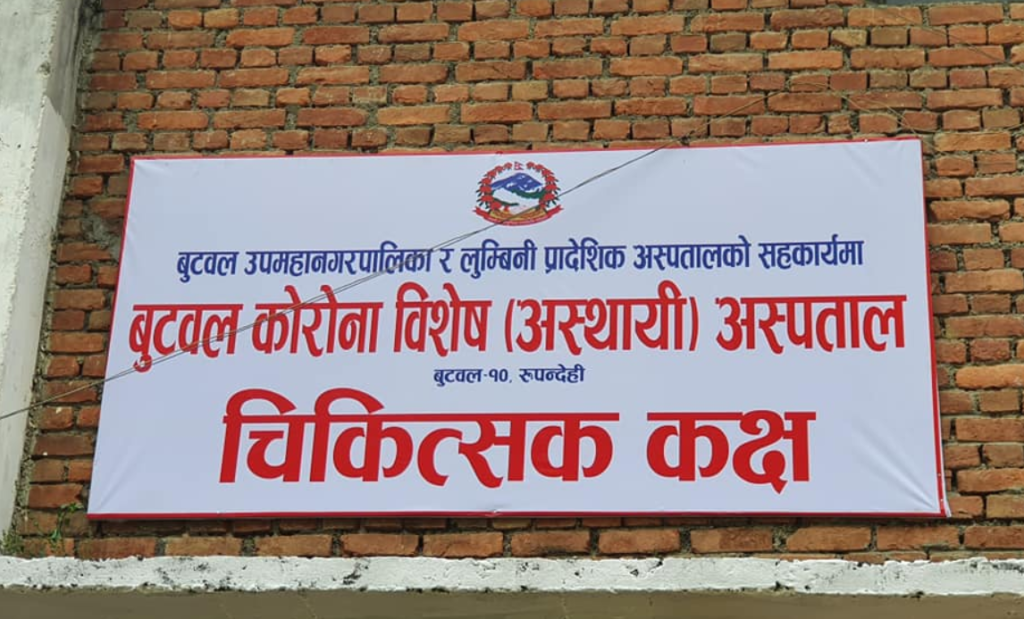 बुटवल उपमहानगरपालिका र लुम्बिनी प्रादेशिक अस्पतालको सहकार्यमा
बुटवल कोरोना विशेष (अस्थायी) अस्पताल
बुटवल-१०, रुपन्देही
चिकित्सक कक्ष